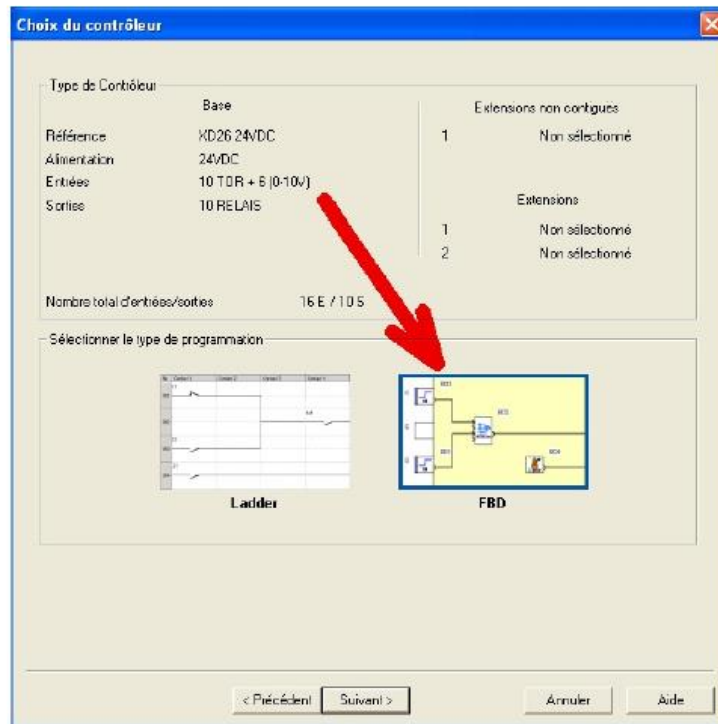 Choix du contrôleur
Type de Contrôleur
Base
Référence XD26 24VDC
Alimentation 24VDC
Entrées 10 TOR + 6 (0-10V)
Sorties 10 RELAIS
Nombre total d'entrées/sorties 16 E / 10 S
Extensions non contiguës
1 Non sélectionné
Extensions
1 Non sélectionné
2 Non sélectionné
Sélectionner le type de programmation
Ladder
FBD
< Précédent
Suivant >
Annuler
Aide